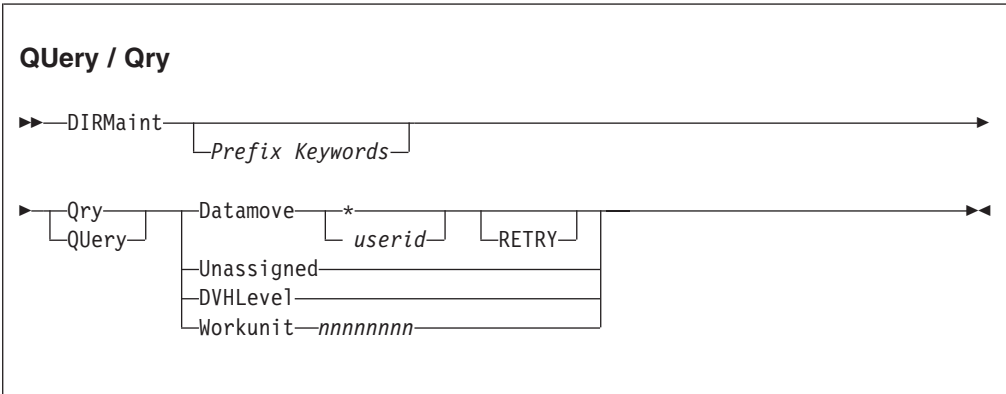 QUery / Qry
DIRMaint
Prefix Keywords
Qry Datamove *
QUery userid RETRY
Unassigned
DVHLevel
Workunit nnnnnnnn